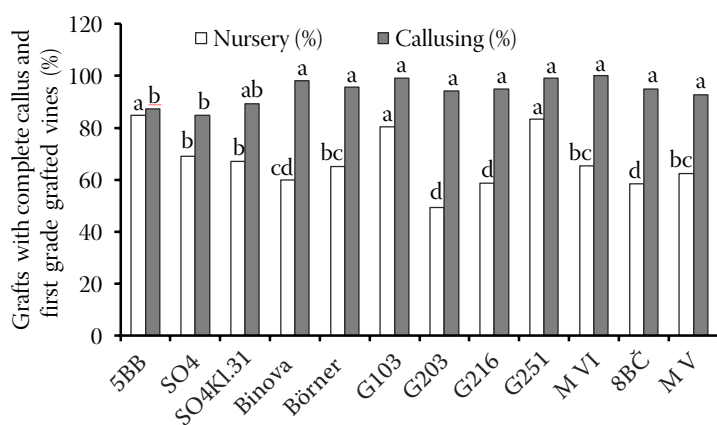 Grafts with complete callus and
first grade grafted vines (%)
120
100
80
60
40
20
0
Nursery (%)
Callusing (%)
a b
b b
b ab
cd a
bc a
a a
d a
d a
a a
bc a
d a
bc a
5BB
SO4
SO4Kl.31
Binova
Börner
G103
G203
G216
G251
M VI
8BČ
M V